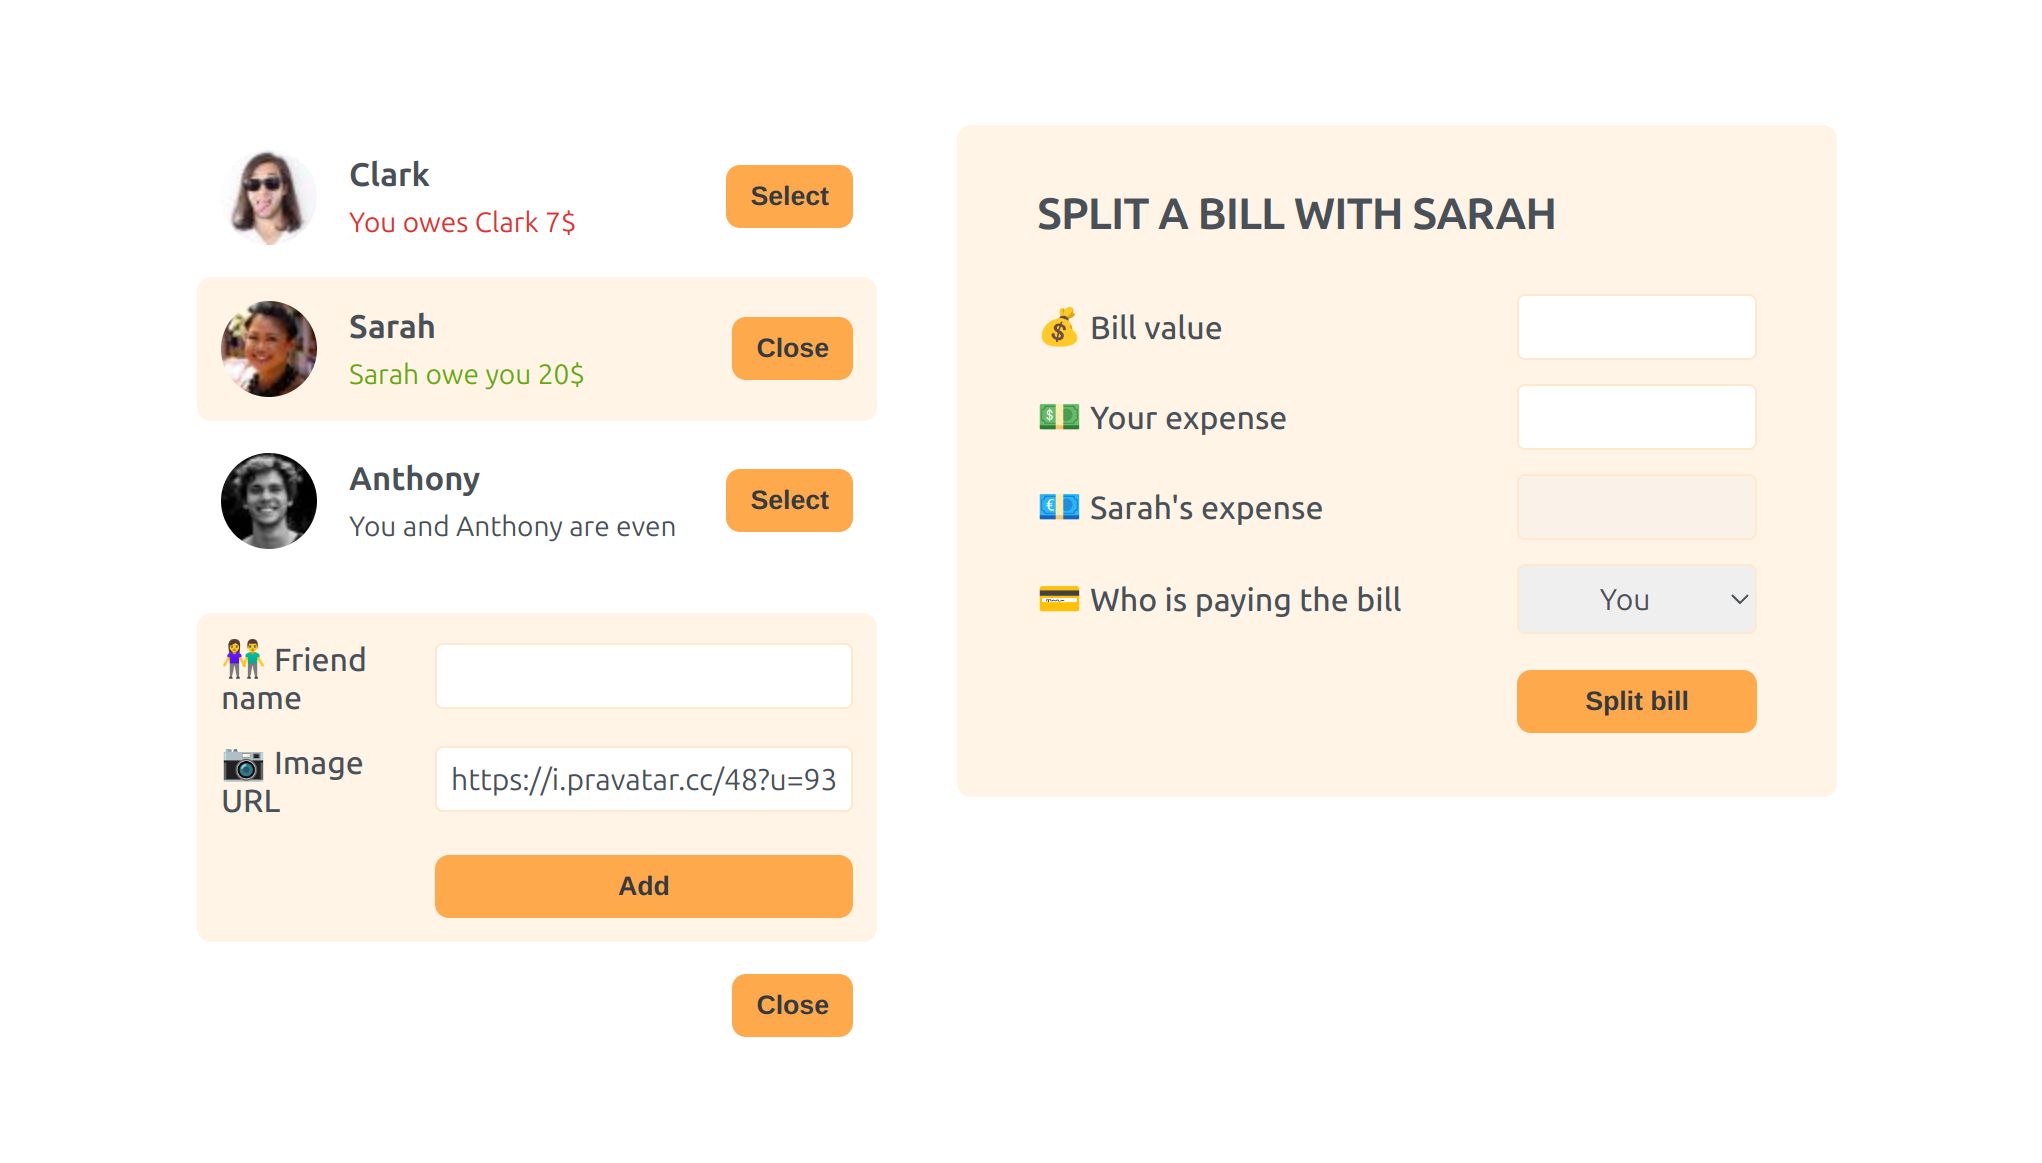 Clark
You owes Clark 7$
Select
Sarah
Sarah owe you 20$
Close
Anthony
You and Anthony are even
Select
Friend
name
Image
URL
https://i.pravatar.cc/48?u=93
Add
Close
SPLIT A BILL WITH SARAH
Bill value
Your expense
Sarah's expense
Who is paying the bill
You
Split bill